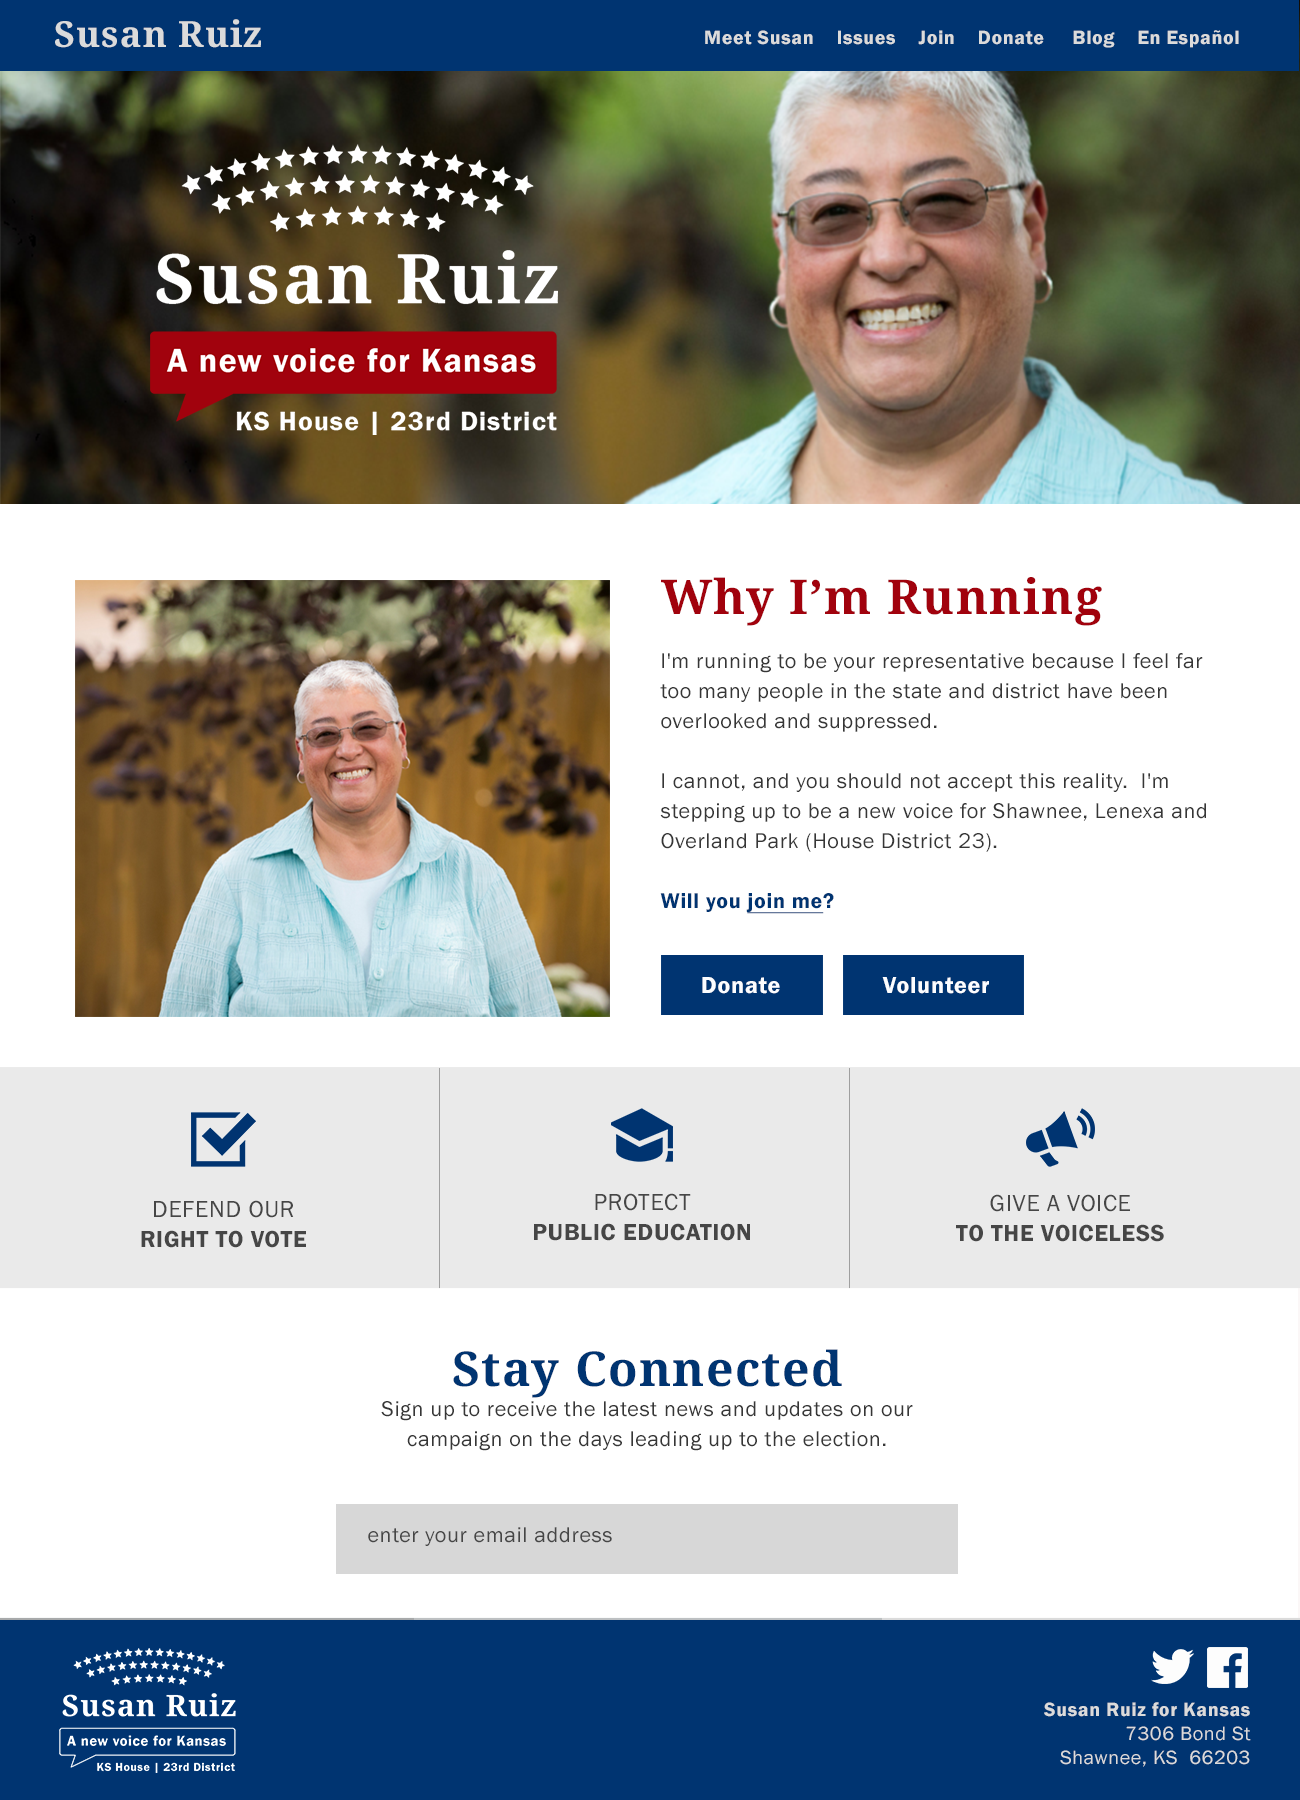 Susan Ruiz
Meet Susan Issues Join Donate Blog En Español
Susan Ruiz
A new voice for Kansas
KS House | 23rd District
Why I’m Running
I'm running to be your representative because I feel far
too many people in the state and district have been
overlooked and suppressed.
I cannot, and you should not accept this reality.  I'm
stepping up to be a new voice for Shawnee, Lenexa and
Overland Park (House District 23).
Will you join me?
Donate
Volunteer
DEFEND OUR
RIGHT TO VOTE
PROTECT
PUBLIC EDUCATION
GIVE A VOICE
TO THE VOICELESS
Stay Connected
Sign up to receive the latest news and updates on our
campaign on the days leading up to the election.
enter your email address
Susan Ruiz
A new voice for Kansas
KS House | 23rd District
Susan Ruiz for Kansas
7306 Bond St
Shawnee, KS  66203